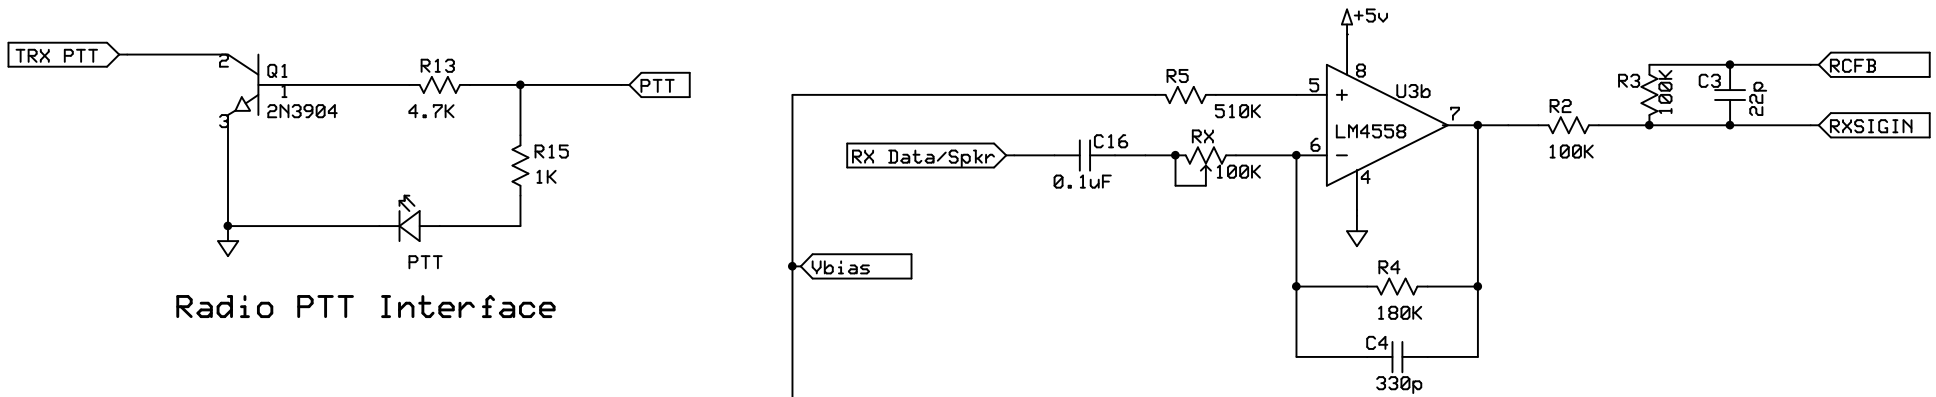 TRX PTT
2
Q1
1
2N3904
3
R13
4.7K
PTT
R15
1K
PTT
Radio PTT Interface
+5v
R5
510K
5
8
+
U3b
LM4558
7
6
-
4
RX Data/Spkr
C16
0.1uF
RX
100K
Vbias
R4
180K
C4
330p
R2
100K
R3
100K
C3
22p
RCFB
RXSIGIN